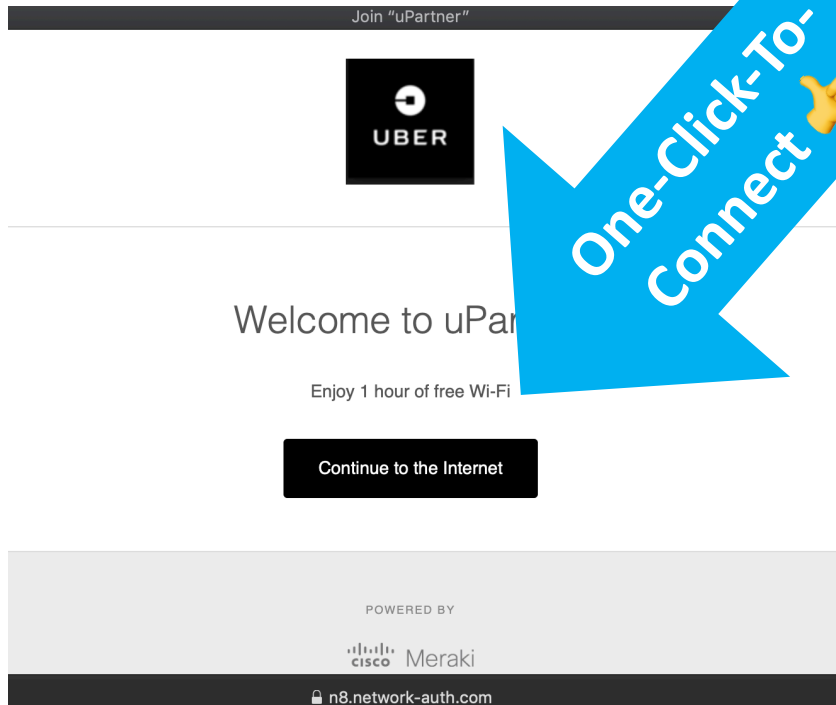 Join “uPartner”
One-Click-To-
Connect
UBER
Welcome to uPar
Enjoy 1 hour of free Wi-Fi
Continue to the Internet
POWERED BY
cisco Meraki
n8.network-auth.com